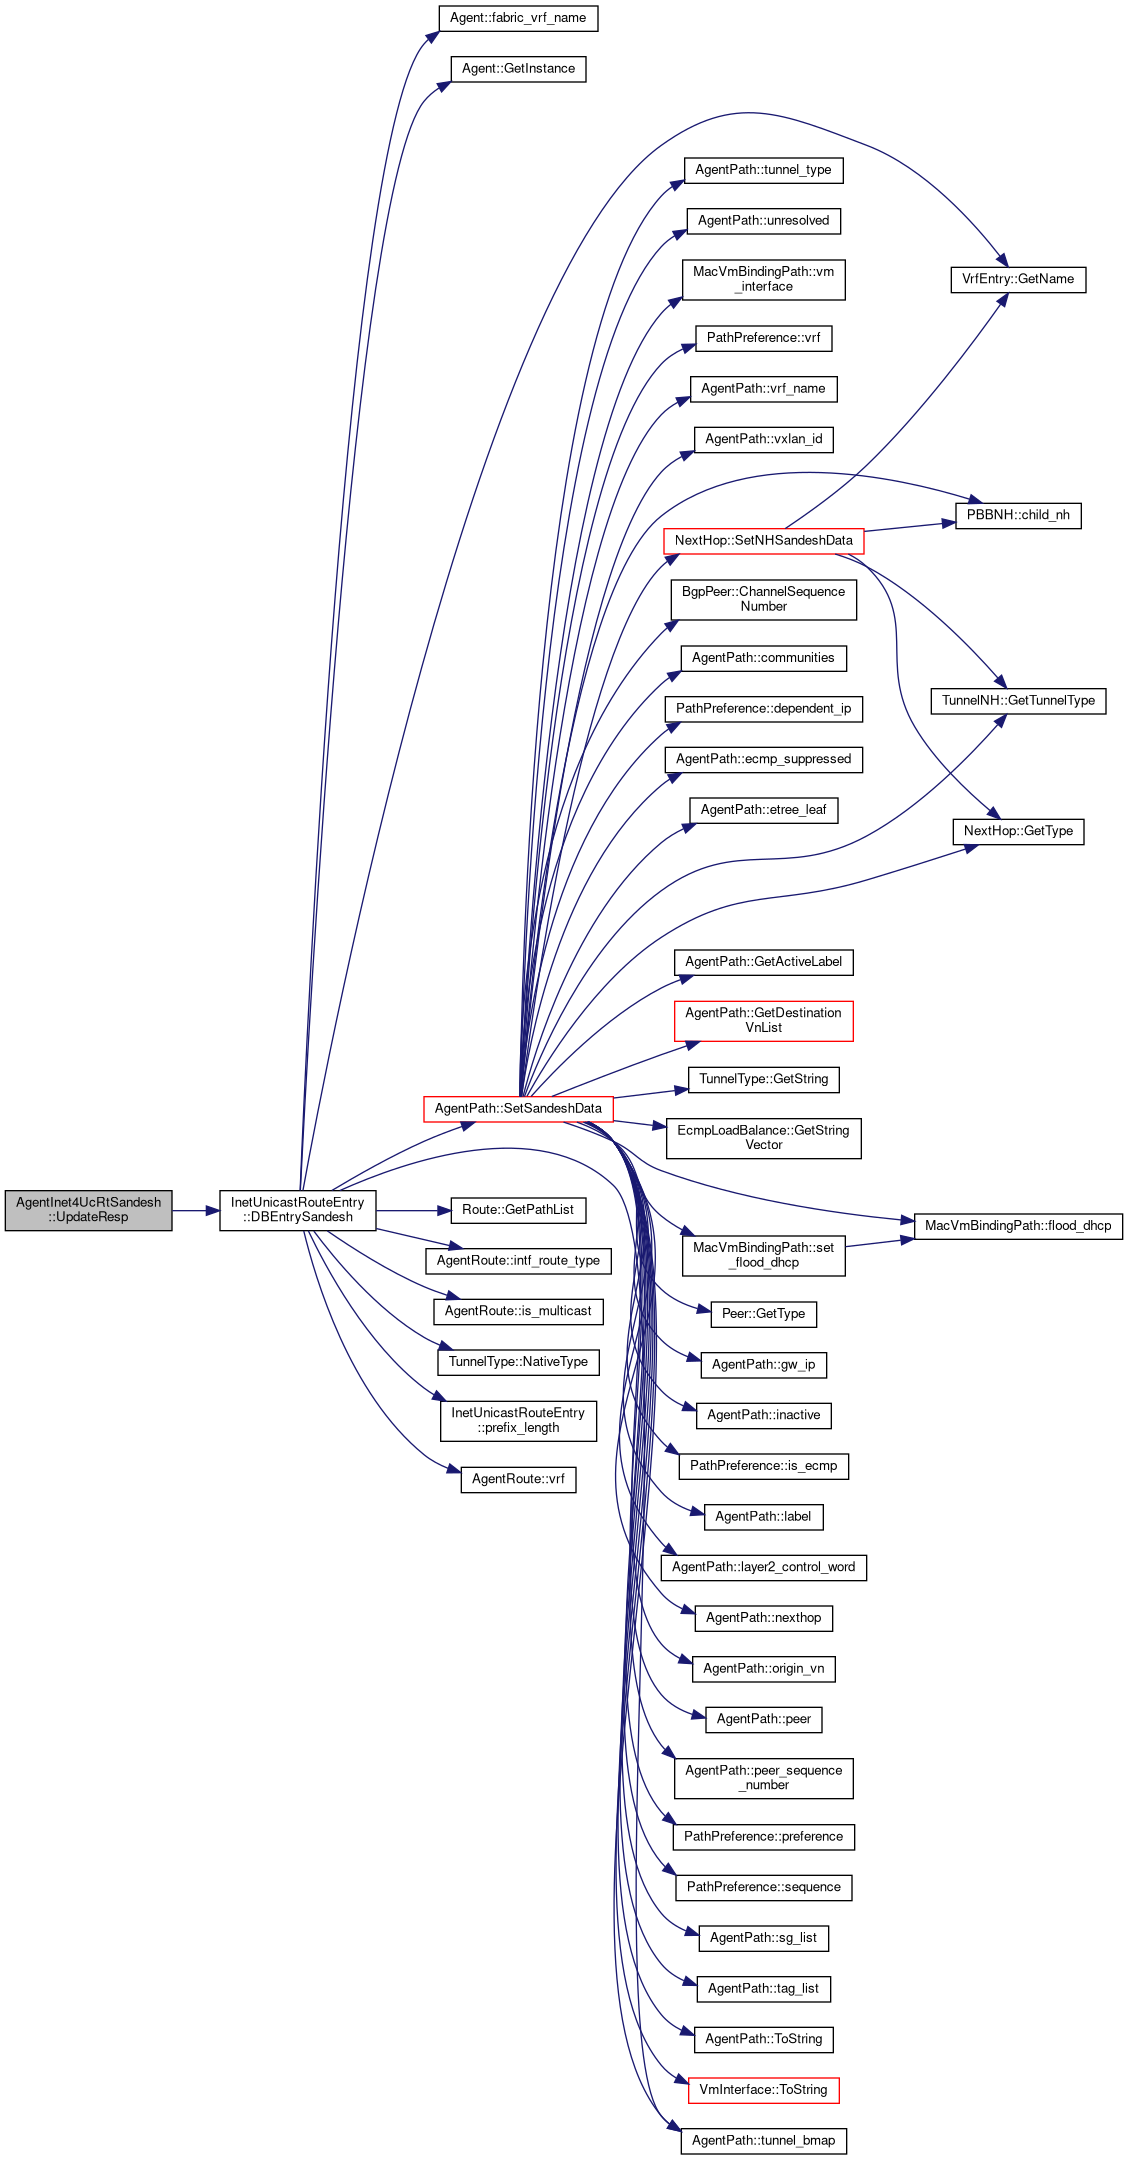 Agent::fabric_vrf_name
Agent::GetInstance
AgentPath::tunnel_type
AgentPath::unresolved
MacVmBindingPath::vm
_interface
VrfEntry::GetName
PathPreference::vrf
AgentPath::vrf_name
AgentPath::vxlan_id
PBBNH::child_nh
NextHop::SetNHSandeshData
BgpPeer::ChannelSequence
Number
AgentPath::communities
TunnelNH::GetTunnelType
PathPreference::dependent_ip
AgentPath::ecmp_suppressed
AgentPath::etree_leaf
NextHop::GetType
AgentPath::GetActiveLabel
AgentPath::GetDestination
VnList
TunnelType::GetString
AgentPath::SetSandeshData
EcmpLoadBalance::GetString
Vector
AgentInet4UcRtSandesh
::UpdateResp
InetUnicastRouteEntry
::DBEntrySandesh
Route::GetPathList
MacVmBindingPath::flood_dhcp
MacVmBindingPath::set
_flood_dhcp
AgentRoute::intf_route_type
AgentRoute::is_multicast
Peer::GetType
TunnelType::NativeType
AgentPath::gw_ip
InetUnicastRouteEntry
::prefix_length
AgentPath::inactive
PathPreference::is_ecmp
AgentRoute::vrf
AgentPath::label
AgentPath::layer2_control_word
AgentPath::nexthop
AgentPath::origin_vn
AgentPath::peer
AgentPath::peer_sequence
_number
PathPreference::preference
PathPreference::sequence
AgentPath::sg_list
AgentPath::tag_list
AgentPath::ToString
VmInterface::ToString
AgentPath::tunnel_bmap